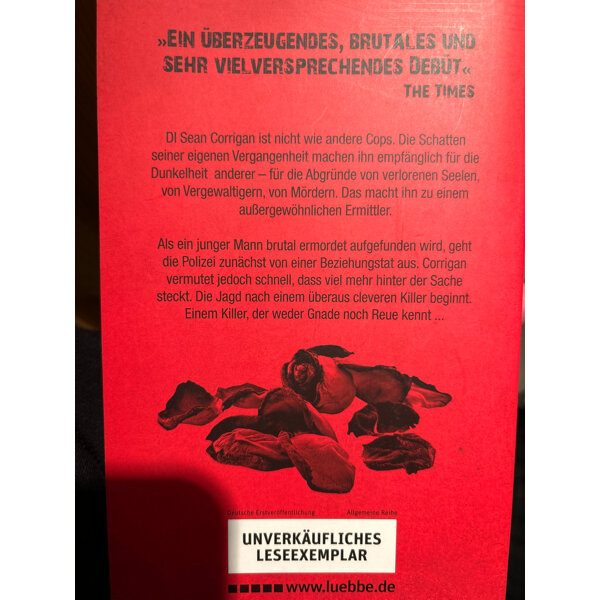 »EIN ÜBERZEUGENDES, BRUTALES UND
SEHR VIELVERSPRECHENDES DEBÜT«
THE TIMES
DI Sean Corrigan ist nicht wie andere Cops. Die Schatten
seiner eigenen Vergangenheit machen ihn empfänglich für die
Dunkelheit anderer – für die Abgründe von verlorenen Seelen,
von Vergewaltigern, von Mördern. Das macht ihn zu einem
außergewöhnlichen Ermittler.
Als ein junger Mann brutal ermordet aufgefunden wird, geht
die Polizei zunächst von einer Beziehungstat aus. Corrigan
vermutet jedoch schnell, dass viel mehr hinter der Sache
steckt. Die Jagd nach einem überaus cleveren Killer beginnt.
Einem Killer, der weder Gnade noch Reue kennt ...
Deutsche Erstveröffentlichung Allgemeine Reihe
UNVERKÄUFLICHES
LESEEXEMPLAR
www.luebbe.de